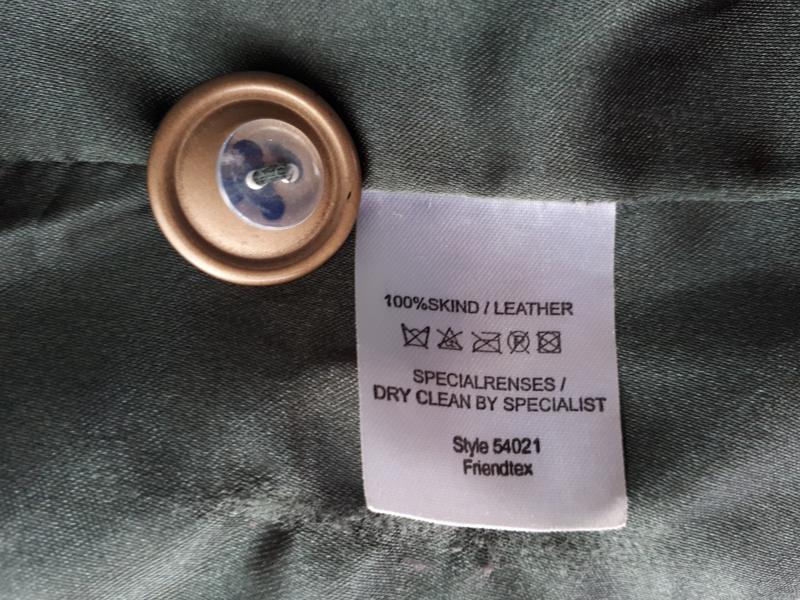 100%SKIND / LEATHER
SPECIALRENSES /
DRY CLEAN BY SPECIALIST
Style 54021
Friendtex